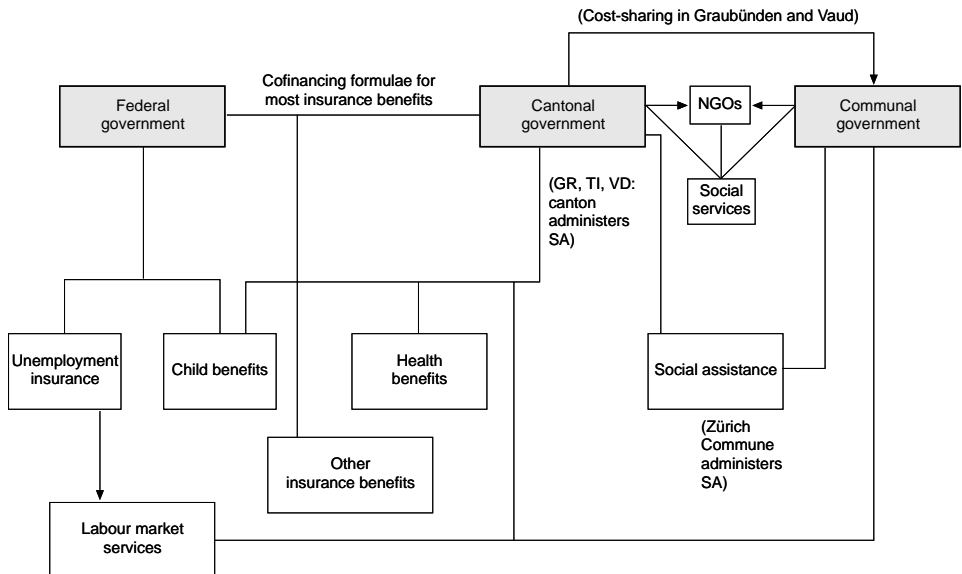 (Cost-sharing in Graubünden and Vaud)
Cofinancing formulae for
most insurance benefits
Federal
government
Cantonal
government
NGOs
Communal
government
(GR, TI, VD:
canton
administers
SA)
Social
services
Unemployment
insurance
Child benefits
Health
benefits
Social assistance
(Zürich
Commune
administers
SA)
Other
insurance benefits
Labour market
services